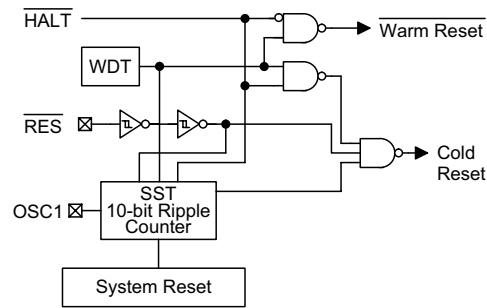 HALT
Warm Reset
WDT
RES
Cold
Reset
SST
10-bit Ripple
Counter
OSC1
System Reset